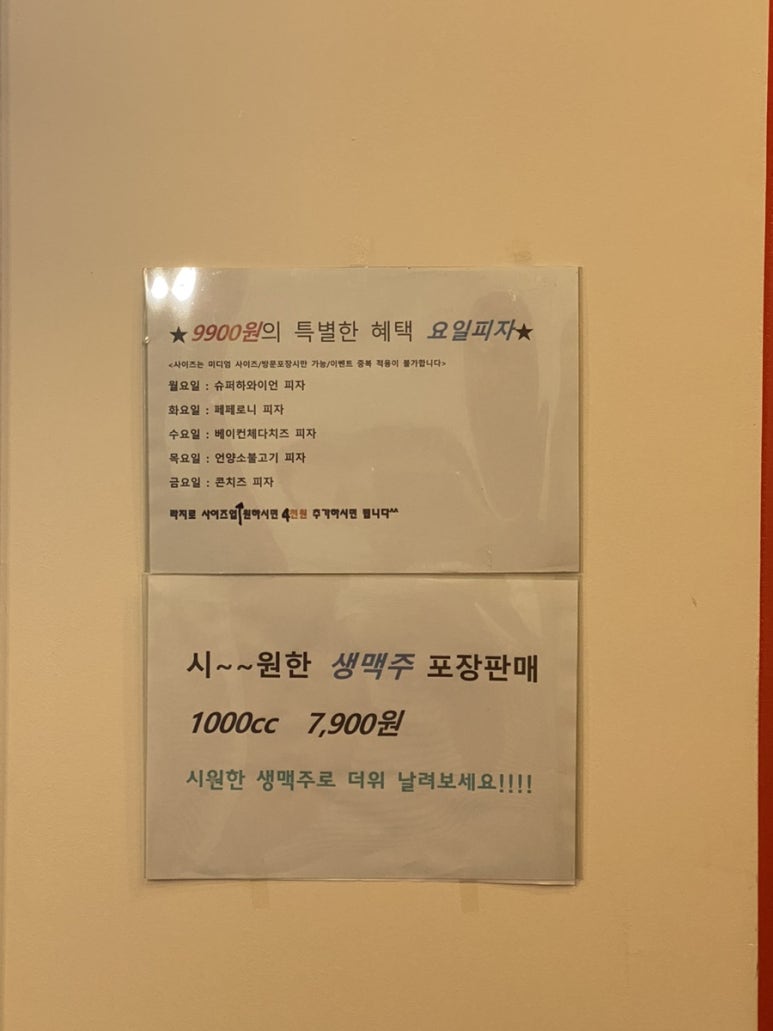 ★9900원의 특별한 혜택 요일피자★
<사이즈는 미디엄 사이즈/방문포장시만 가능/이벤트 중복 적용이 불가합니다>
월요일 : 슈퍼하와이언 피자
화요일 : 페페로니 피자
수요일 : 베이컨체다치즈 피자
목요일 : 언양소불고기 피자
금요일 : 콘치즈 피자
라지로 사이즈업↑원하시면 4천원 추가하시면 됩니다^^
시~~원한 생맥주 포장판매
1000cc 7,900원
시원한 생맥주로 더위 날려보세요!!!!